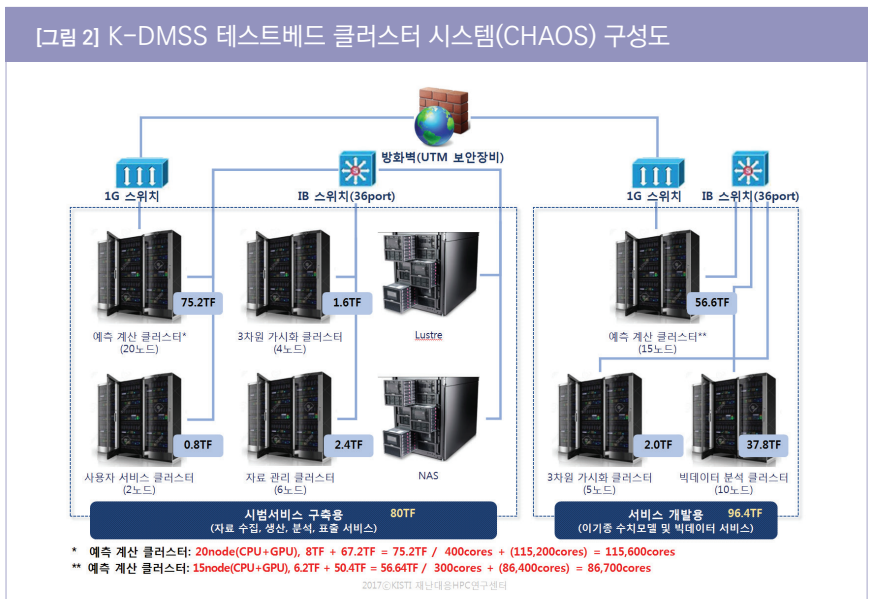 [그림 2] K-DMSS 테스트베드 클러스터 시스템(CHAOS) 구성도
방화벽(UTM 보안장비)
1G 스위치
IB 스위치(36port)
1G 스위치
IB 스위치(36port)
75.2TF
예측 계산 클러스터*
(20노드)
1.6TF
3차원 가시화 클러스터
(4노드)
Lustre
56.6TF
예측 계산 클러스터**
(15노드)
0.8TF
사용자 서비스 클러스터
(2노드)
2.4TF
자료 관리 클러스터
(6노드)
NAS
2.0TF
3차원 가시화 클러스터
(5노드)
37.8TF
빅데이터 분석 클러스터
(10노드)
시범서비스 구축용 80TF
(자료 수집, 생산, 분석, 표출 서비스)
서비스 개발용 96.4TF
(이기종 수치모델 및 빅데이터 서비스)
* 예측 계산 클러스터: 20node(CPU+GPU), 8TF + 67.2TF = 75.2TF / 400cores + (115,200cores) = 115,600cores
** 예측 계산 클러스터: 15node(CPU+GPU), 6.2TF + 50.4TF = 56.64TF / 300cores + (86,400cores) = 86,700cores
2017ⓒKISTI 재난대응HPC연구센터